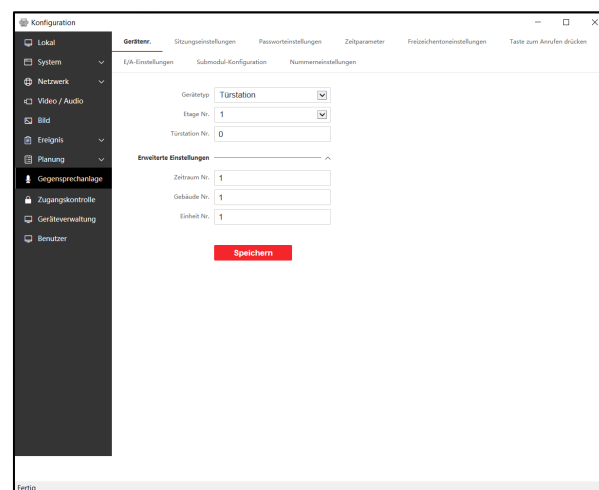 Konfiguration
Lokal
System
Netzwerk
Video / Audio
Bild
Ereignis
Planung
Gegensprechanlage
Zugangskontrolle
Geräteverwaltung
Benutzer
Gerätenr. Sitzungseinstellungen Passworteinstellungen Zeitparameter Freizeichentoneinstellungen Taste zum Anrufen drücken
E/A-Einstellungen Submodul-Konfiguration Nummerneinstellungen
Gerätetyp Türstation
Etage Nr. 1
Türstation Nr. 0
Erweiterte Einstellungen
Zeitraum Nr. 1
Gebäude Nr. 1
Einheit Nr. 1
Speichern
Fertig